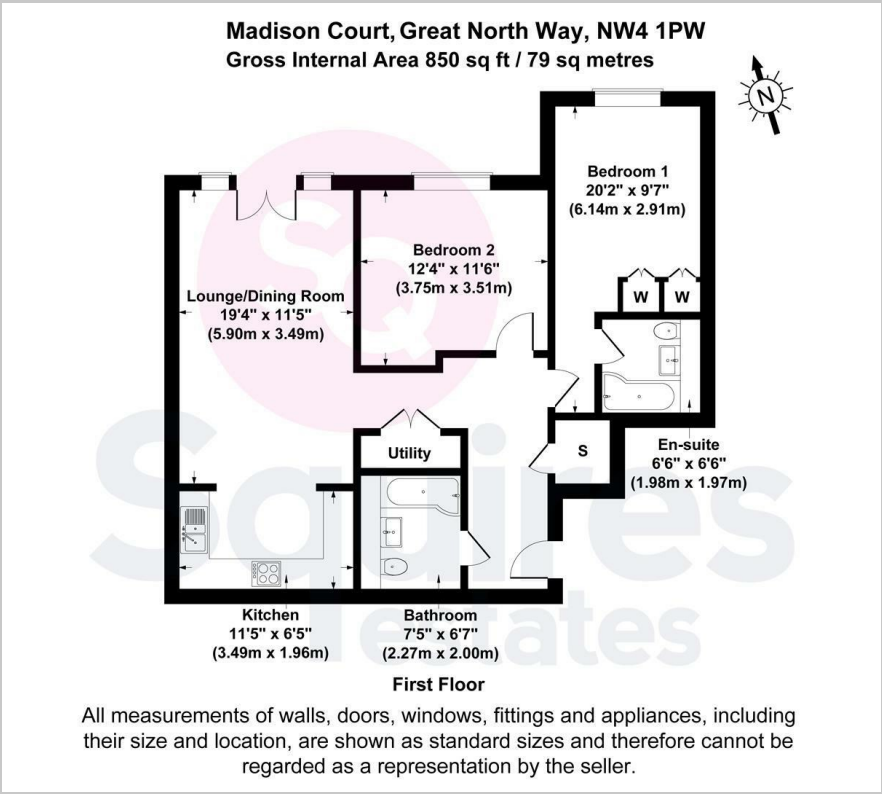 Madison Court, Great North Way, NW4 1PW
Gross Internal Area 850 sq ft / 79 sq metres
N
Bedroom 1
20'2" x 9'7"
(6.14m x 2.91m)
Bedroom 2
12'4" x 11'6"
(3.75m x 3.51m)
Lounge/Dining Room
19'4" x 11'5"
(5.90m x 3.49m)
W
W
SQ
Utility
S
En-suite
6'6" x 6'6"
(1.98m x 1.97m)
Squires
estates
Kitchen
11'5" x 6'5"
(3.49m x 1.96m)
Bathroom
7'5" x 6'7"
(2.27m x 2.00m)
First Floor
All measurements of walls, doors, windows, fittings and appliances, including
their size and location, are shown as standard sizes and therefore cannot be
regarded as a representation by the seller.